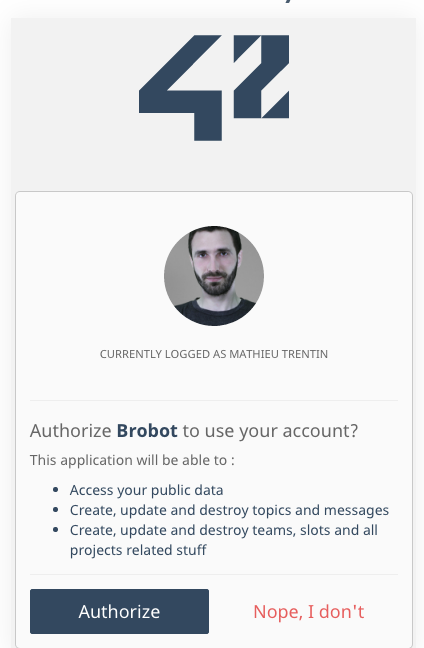 42
CURRENTLY LOGGED AS MATHIEU TRENTIN
Authorize Brobot to use your account?
This application will be able to :
• Access your public data
• Create, update and destroy topics and messages
• Create, update and destroy teams, slots and all
projects related stuff
Authorize
Nope, I don't